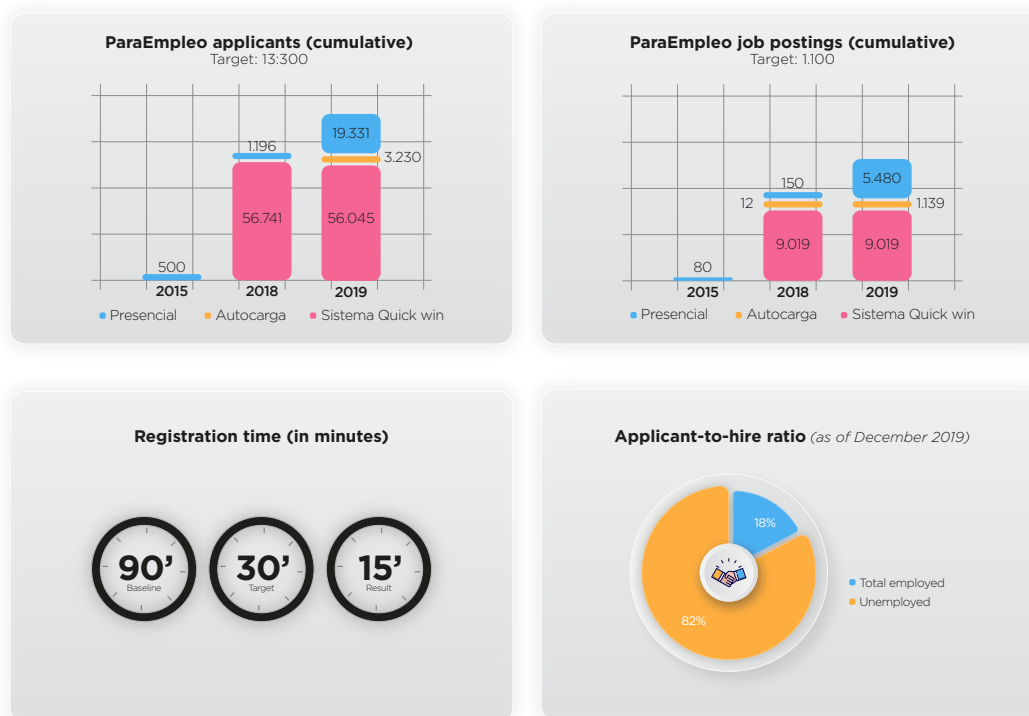 ParaEmpleo applicants (cumulative)
Target: 13:300
19.331
1.196
3.230
56.741
56.045
500
2015
2018
2019
Presencial
Autocarga
Sistema Quick win
ParaEmpleo job postings (cumulative)
Target: 1.100
5.480
150
12
1.139
9.019
9.019
80
2015
2018
2019
Presencial
Autocarga
Sistema Quick win
Registration time (in minutes)
90’
Baseline
30’
Target
15’
Result
Applicant-to-hire ratio (as of December 2019)
18%
82%
Total employed
Unemployed